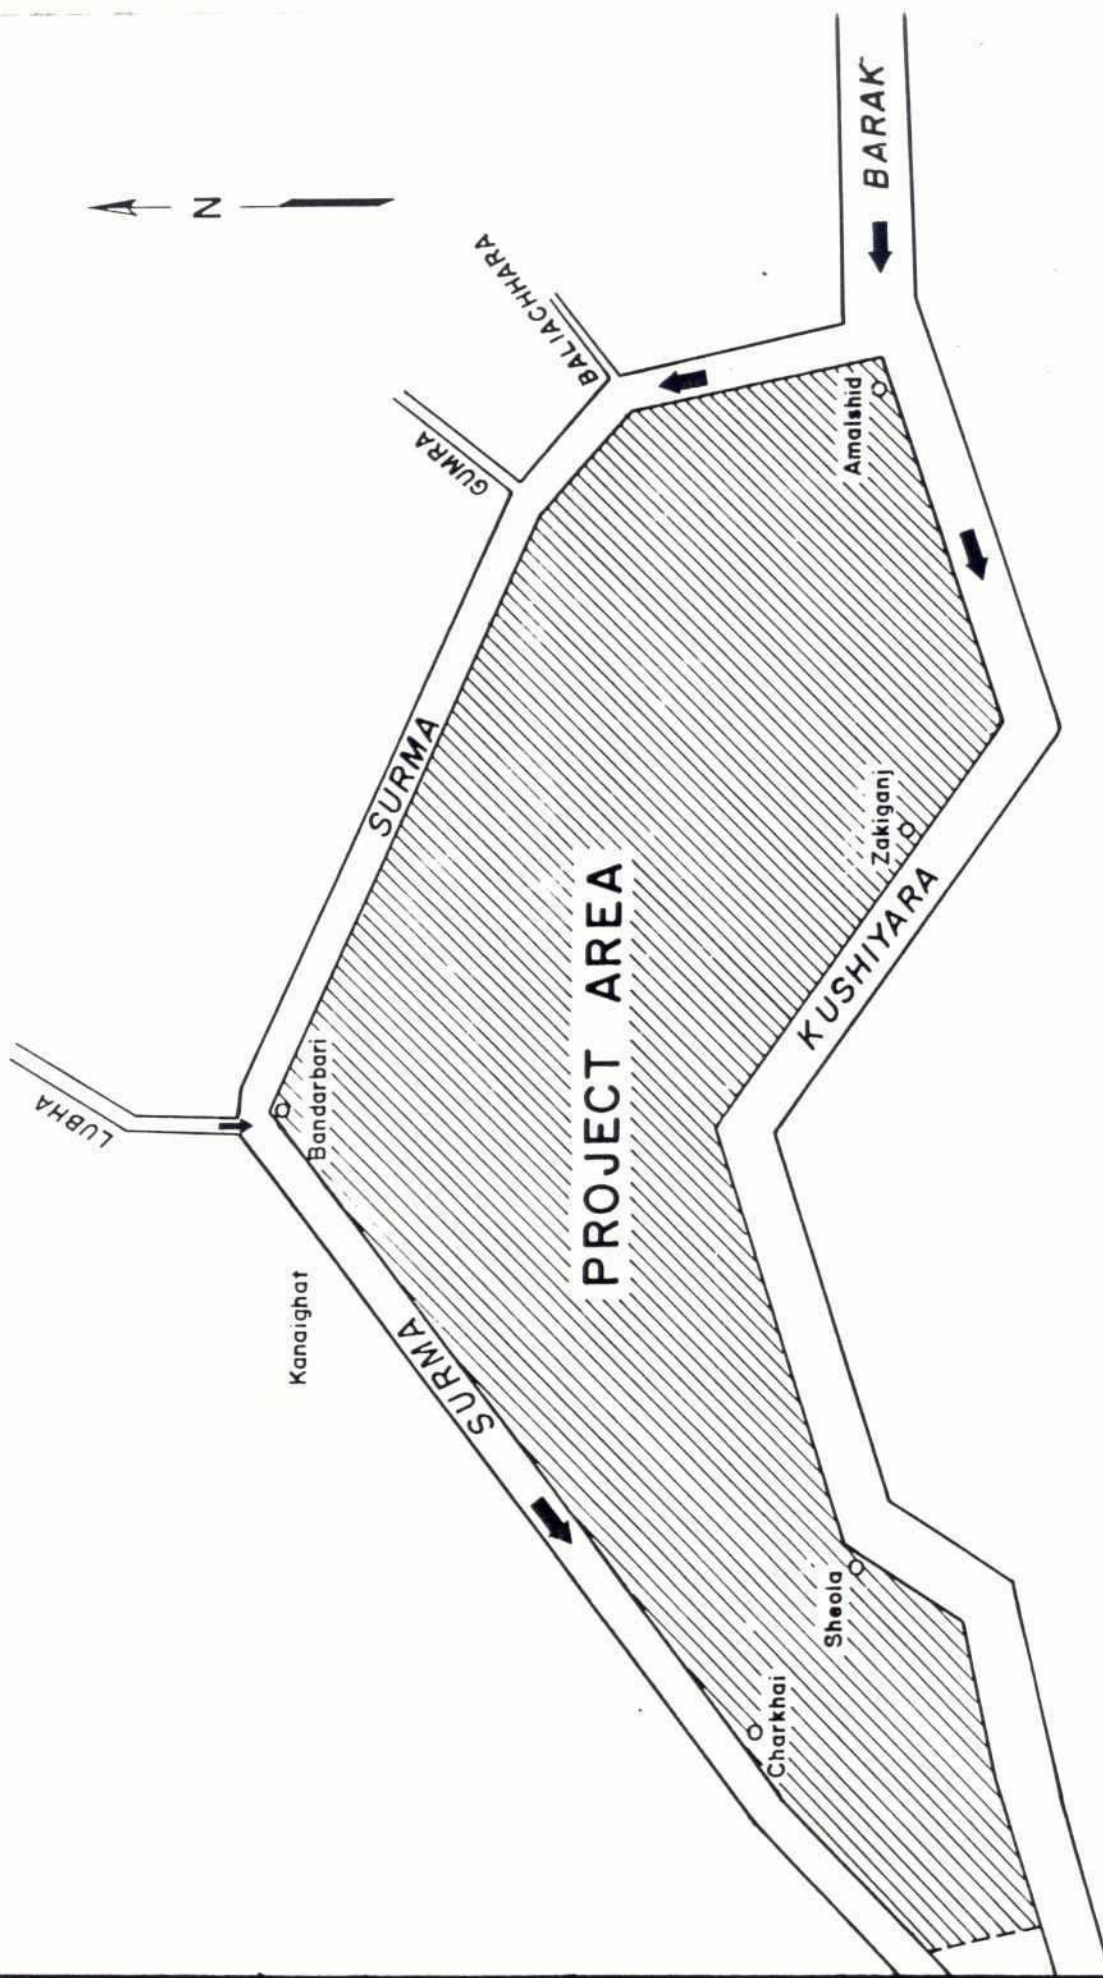 BARAK
N
BALIACHHARA
GUMRA
Amalshid
SURMA
Zakiganj
PROJECT AREA
KUSHIYARA
LUBHA
Bandarbari
Kanaighat
SURMA
Sheola
Charkhai